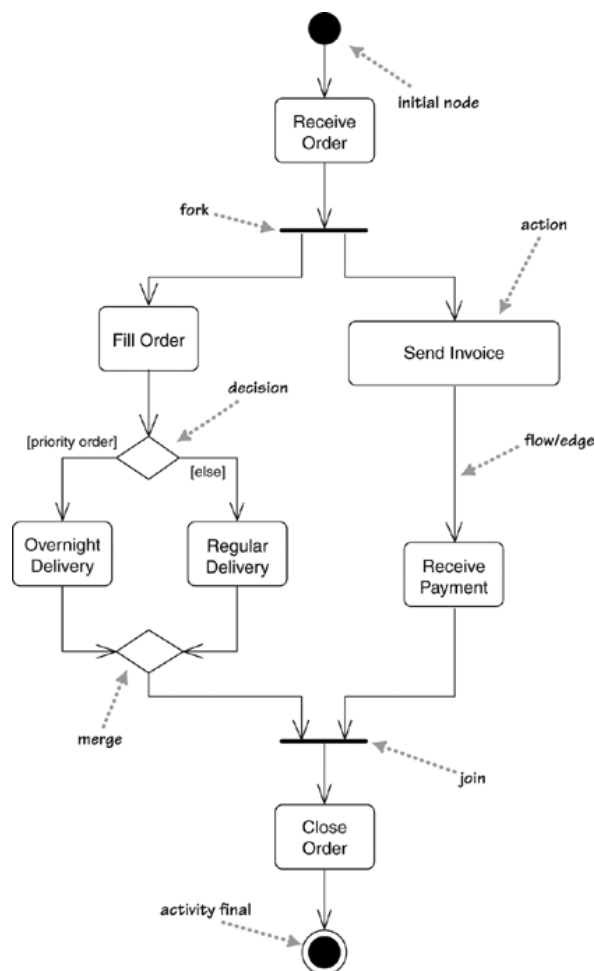 initial node
Receive
Order
fork
action
Fill Order
Send Invoice
decision
[priority order]
[else]
flow/edge
Overnight
Delivery
Regular
Delivery
Receive
Payment
merge
join
Close
Order
activity final